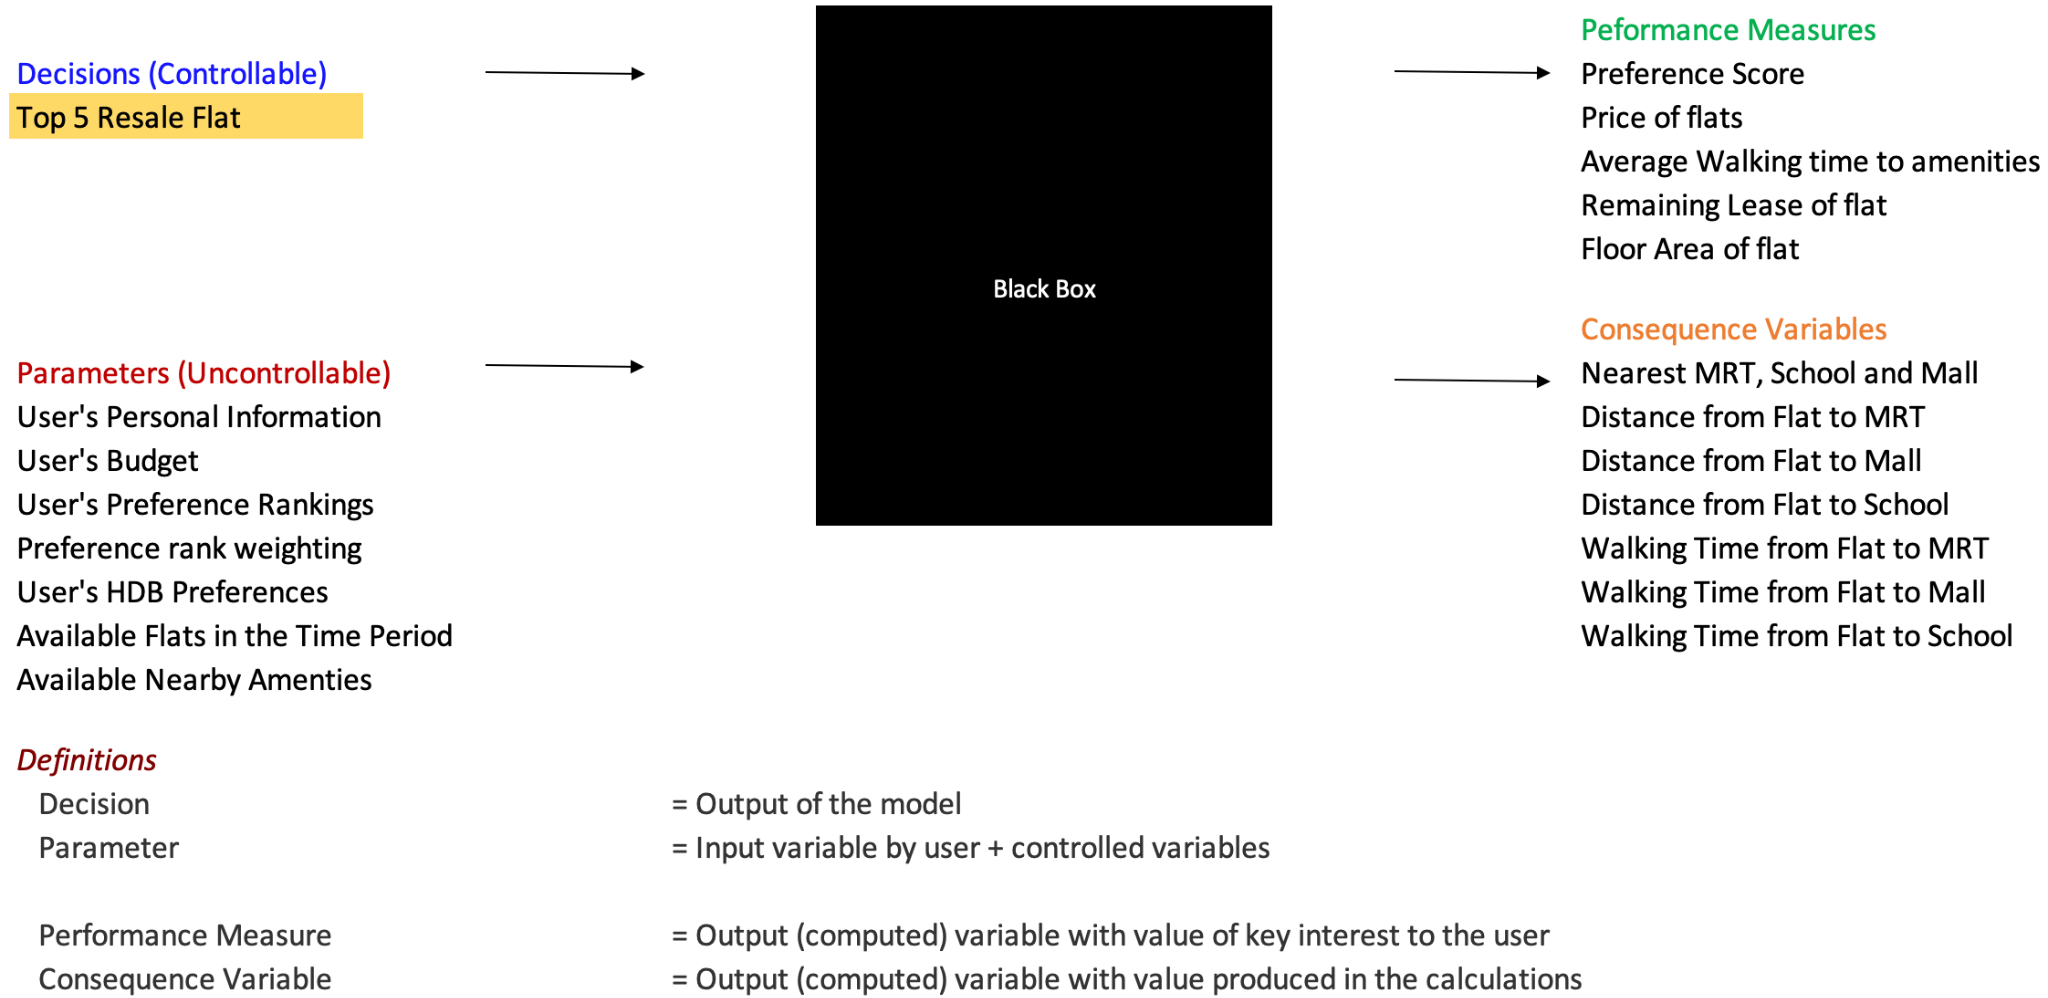 Decisions (Controllable)
Top 5 Resale Flat
Parameters (Uncontrollable)
User's Personal Information
User's Budget
User's Preference Rankings
Preference rank weighting
User's HDB Preferences
Available Flats in the Time Period
Available Nearby Amenties
Black Box
Peformance Measures
Preference Score
Price of flats
Average Walking time to amenities
Remaining Lease of flat
Floor Area of flat
Consequence Variables
Nearest MRT, School and Mall
Distance from Flat to MRT
Distance from Flat to Mall
Distance from Flat to School
Walking Time from Flat to MRT
Walking Time from Flat to Mall
Walking Time from Flat to School
Definitions
Decision = Output of the model
Parameter = Input variable by user + controlled variables
Performance Measure = Output (computed) variable with value of key interest to the user
Consequence Variable = Output (computed) variable with value produced in the calculations